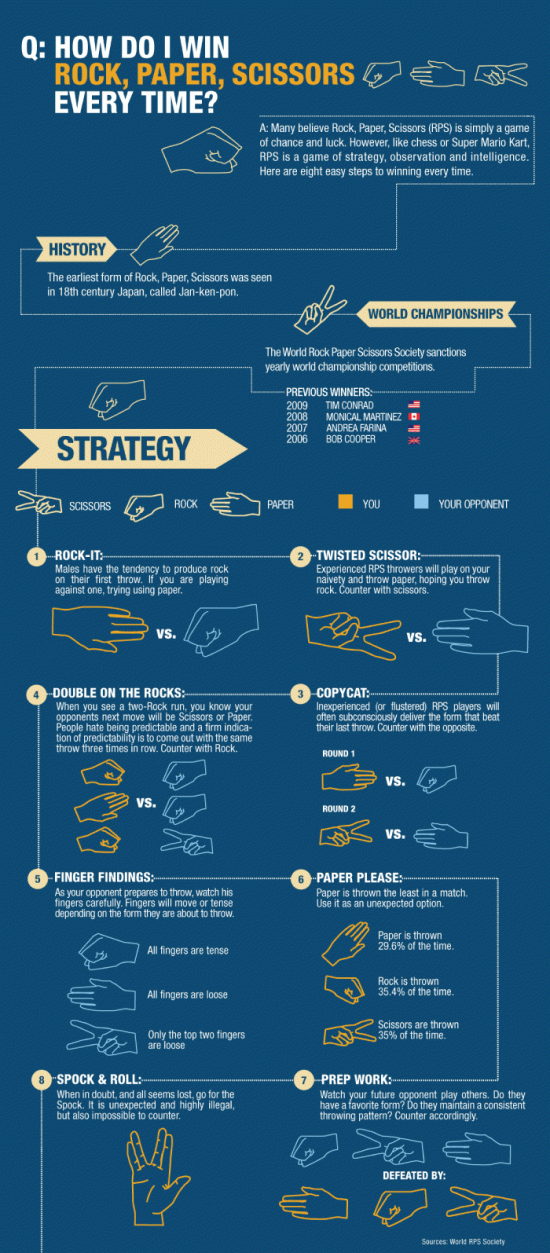 Q: HOW DO I WIN
ROCK, PAPER, SCISSORS
EVERY TIME?
A: Many believe Rock, Paper, Scissors (RPS) is simply a game
of chance and luck. However, like chess or Super Mario Kart,
RPS is a game of strategy, observation and intelligence.
Here are eight easy steps to winning every time.
HISTORY
The earliest form of Rock, Paper, Scissors was seen
in 18th century Japan, called Jan-ken-pon.
WORLD CHAMPIONSHIPS
The World Rock Paper Scissors Society sanctions
yearly world championship competitions.
PREVIOUS WINNERS:
2009 TIM CONRAD
2008 MONICAL MARTINEZ
2007 ANDREA FARINA
2006 BOB COOPER
STRATEGY
SCISSORS ROCK PAPER YOU YOUR OPPONENT
1 ROCK-IT:
Males have the tendency to produce rock
on their first throw. If you are playing
against one, trying using paper.
vs.
2 TWISTED SCISSOR:
Experienced RPS throwers will play on your
naivety and throw paper, hoping you throw
rock. Counter with scissors.
vs.
4 DOUBLE ON THE ROCKS:
When you see a two-Rock run, you know your
opponents next move will be Scissors or Paper.
People hate being predictable and a firm indica-
tion of predictability is to come out with the same
throw three times in row. Counter with Rock.
vs.
3 COPYCAT:
Inexperienced (or flustered) RPS players will
often subconsciously deliver the form that beat
their last throw. Counter with the opposite.
ROUND 1
vs.
ROUND 2
vs.
5 FINGER FINDINGS:
As your opponent prepares to throw, watch his
fingers carefully. Fingers will move or tense
depending on the form they are about to throw.
All fingers are tense
All fingers are loose
Only the top two fingers
are loose
6 PAPER PLEASE:
Paper is thrown the least in a match.
Use it as an unexpected option.
Paper is thrown
29.6% of the time.
Rock is thrown
35.4% of the time.
Scissors are thrown
35% of the time.
8 SPOCK & ROLL:
When in doubt, and all seems lost, go for the
Spock. It is unexpected and highly illegal,
but also impossible to counter.
7 PREP WORK:
Watch your future opponent play others. Do they
have a favorite form? Do they maintain a consistent
throwing pattern? Counter accordingly.
DEFEATED BY:
Sources: World RPS Society